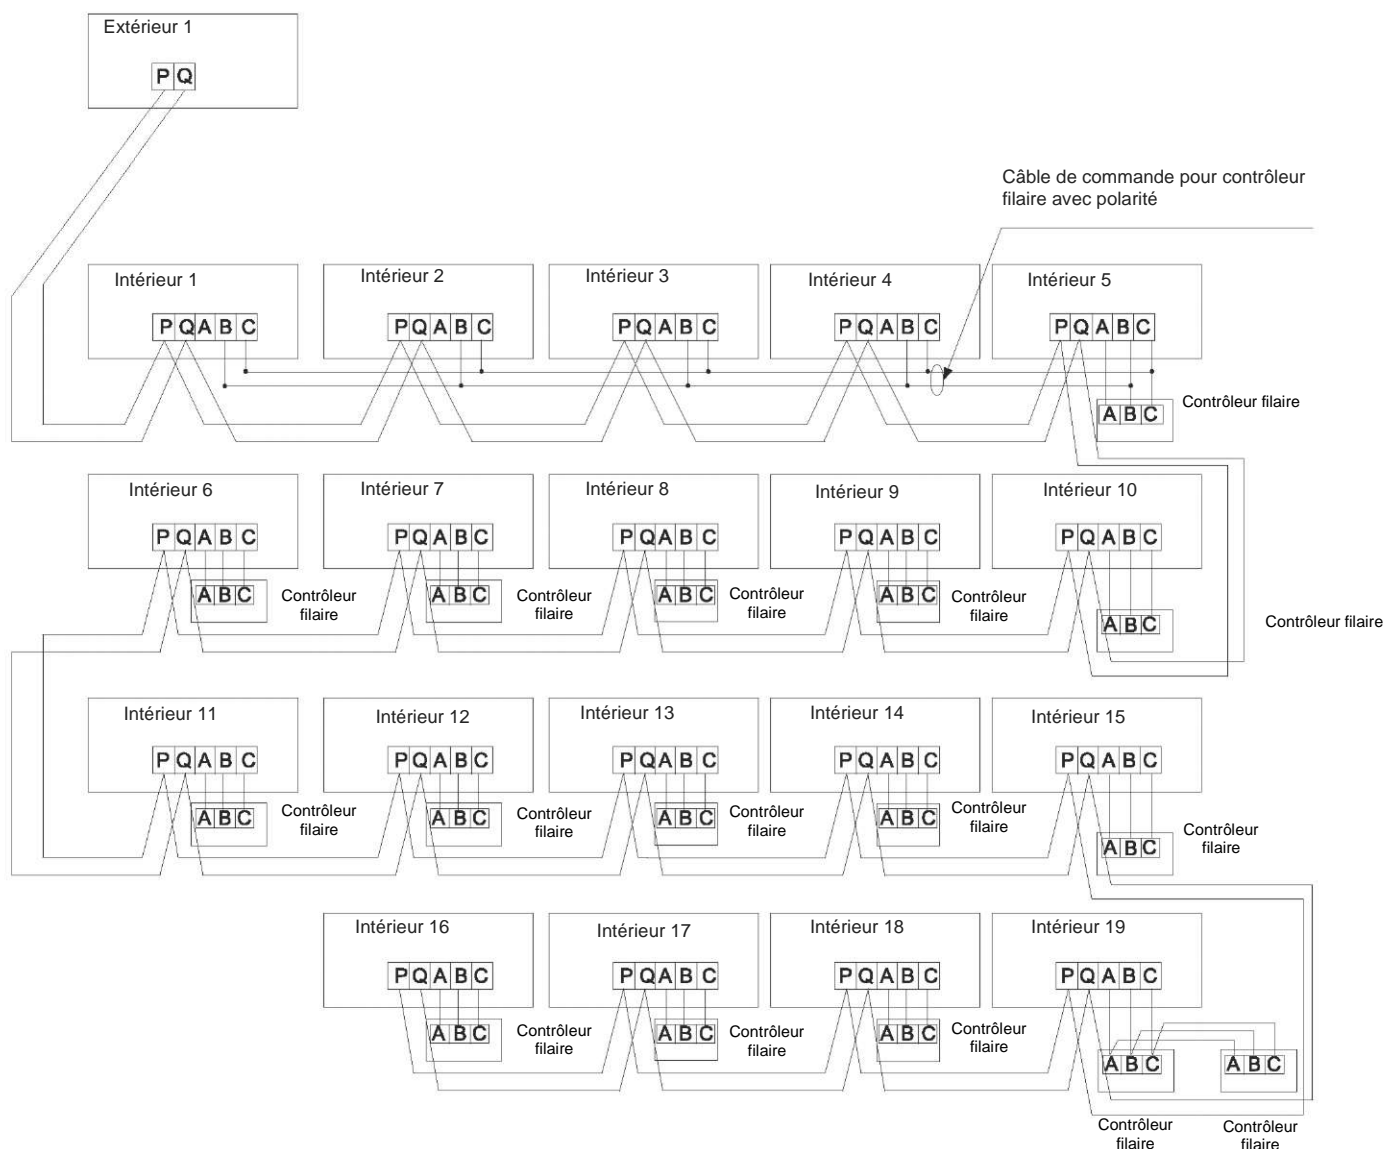 Extérieur 1
P Q
Câble de commande pour contrôleur
filaire avec polarité
Intérieur 1
Intérieur 2
Intérieur 3
Intérieur 4
Intérieur 5
P Q A B C
P Q A B C
P Q A B C
P Q A B C
P Q A B C
A B C
Contrôleur filaire
Intérieur 6
Intérieur 7
Intérieur 8
Intérieur 9
Intérieur 10
P Q A B C
P Q A B C
P Q A B C
P Q A B C
P Q A B C
A B C
Contrôleur
filaire
A B C
Contrôleur
filaire
A B C
Contrôleur
filaire
A B C
Contrôleur
filaire
A B C
Contrôleur filaire
Intérieur 11
Intérieur 12
Intérieur 13
Intérieur 14
Intérieur 15
P Q A B C
P Q A B C
P Q A B C
P Q A B C
P Q A B C
A B C
Contrôleur
filaire
A B C
Contrôleur
filaire
A B C
Contrôleur
filaire
A B C
Contrôleur
filaire
A B C
Contrôleur
filaire
Intérieur 16
Intérieur 17
Intérieur 18
Intérieur 19
P Q A B C
P Q A B C
P Q A B C
P Q A B C
A B C
Contrôleur
filaire
A B C
Contrôleur
filaire
A B C
Contrôleur
filaire
A B C
A B C
Contrôleur
filaire
Contrôleur
filaire